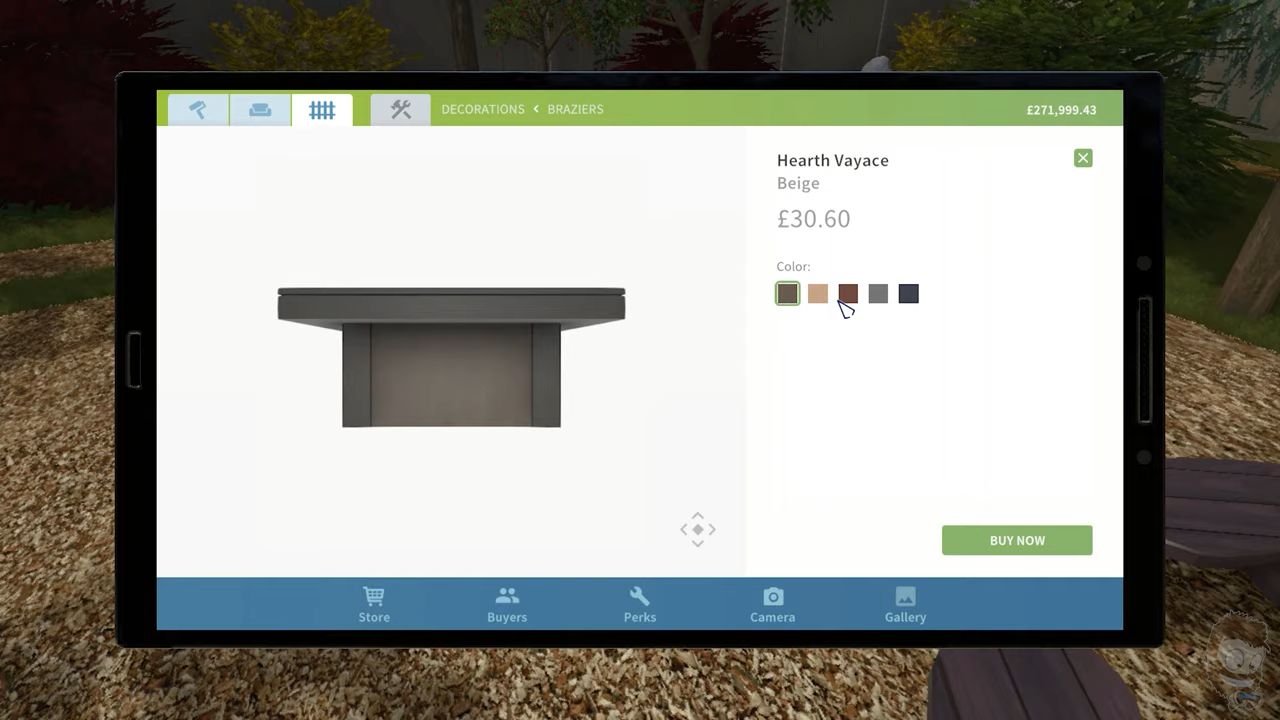 DECORATIONS < BRAZIERS
£271,999.43
Hearth Vayace
Beige
£30.60
Color:
BUY NOW
Store
Buyers
Perks
Camera
Gallery